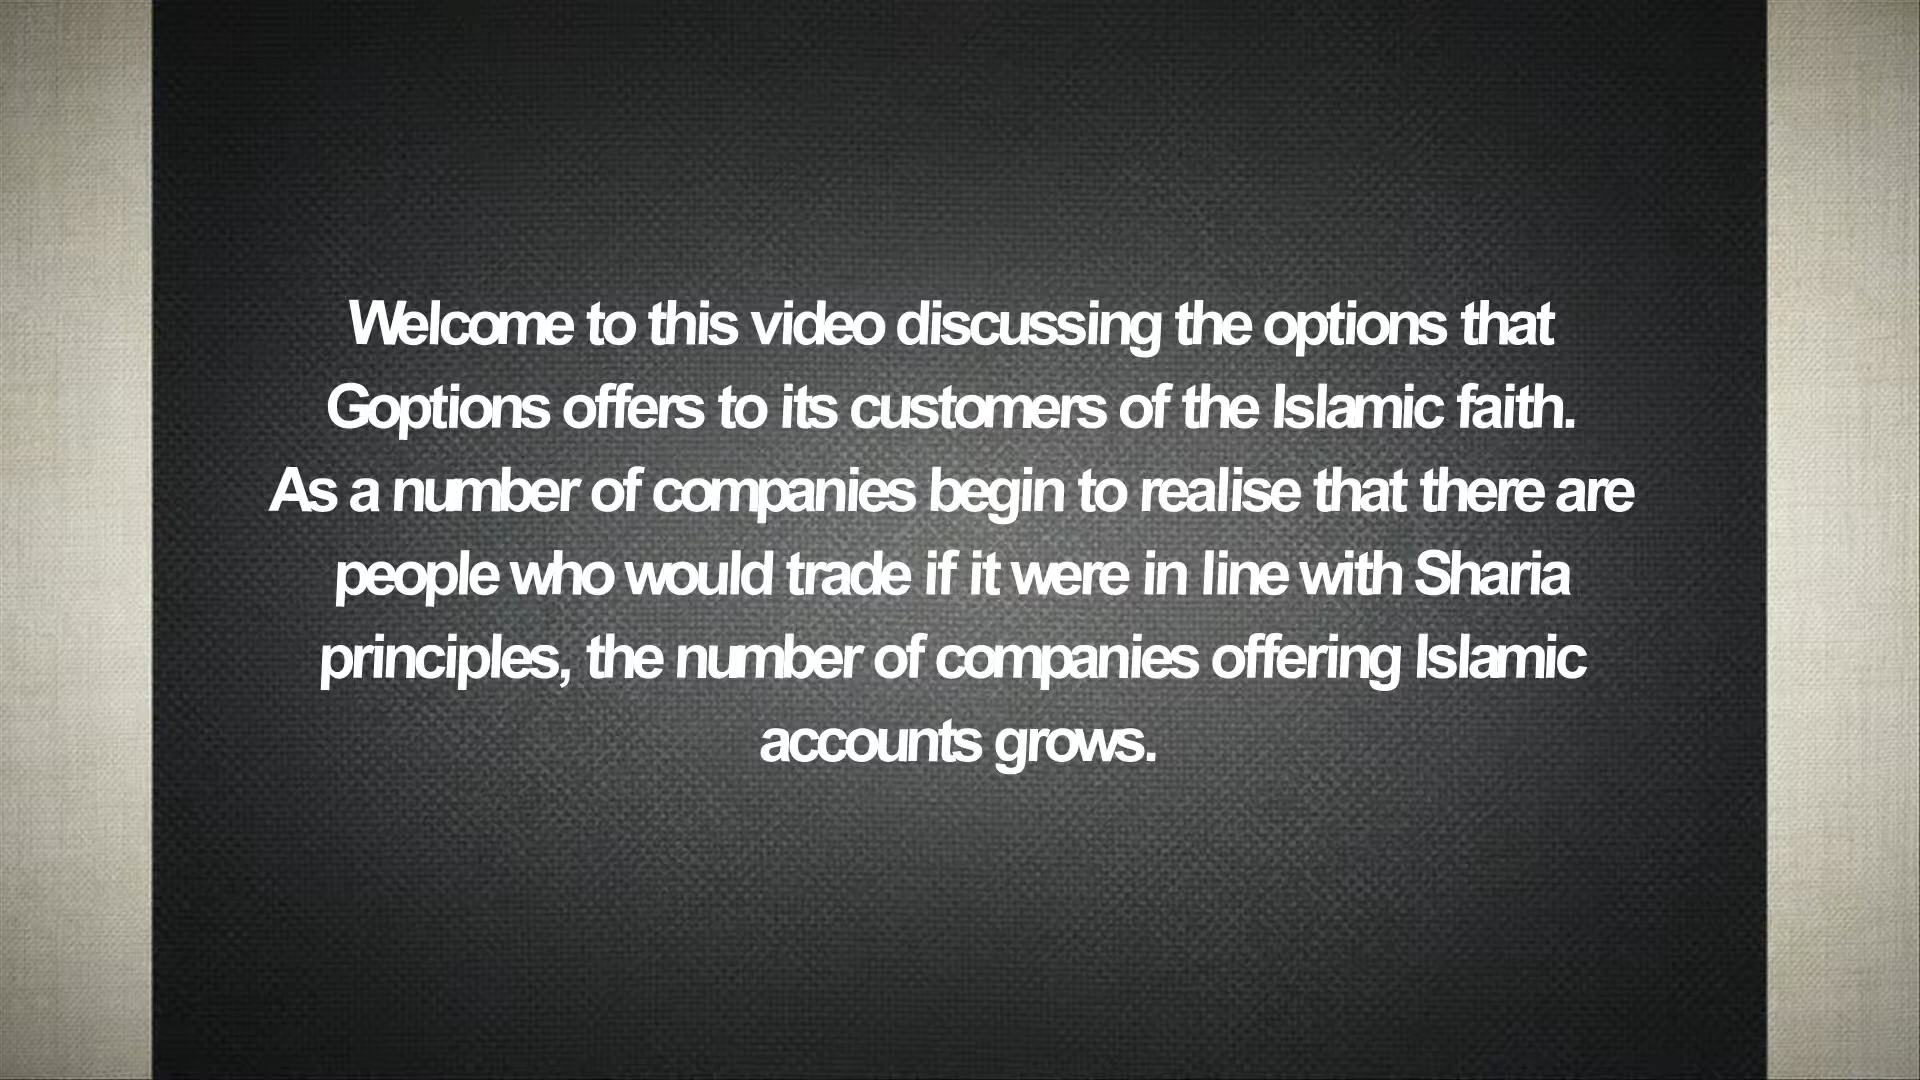 Welcome to this video discussing the options that
Goptions offers to its customers of the Islamic faith.
As a number of companies begin to realise that there are
people who would trade if it were in line with Sharia
principles, the number of companies offering Islamic
accounts grows.